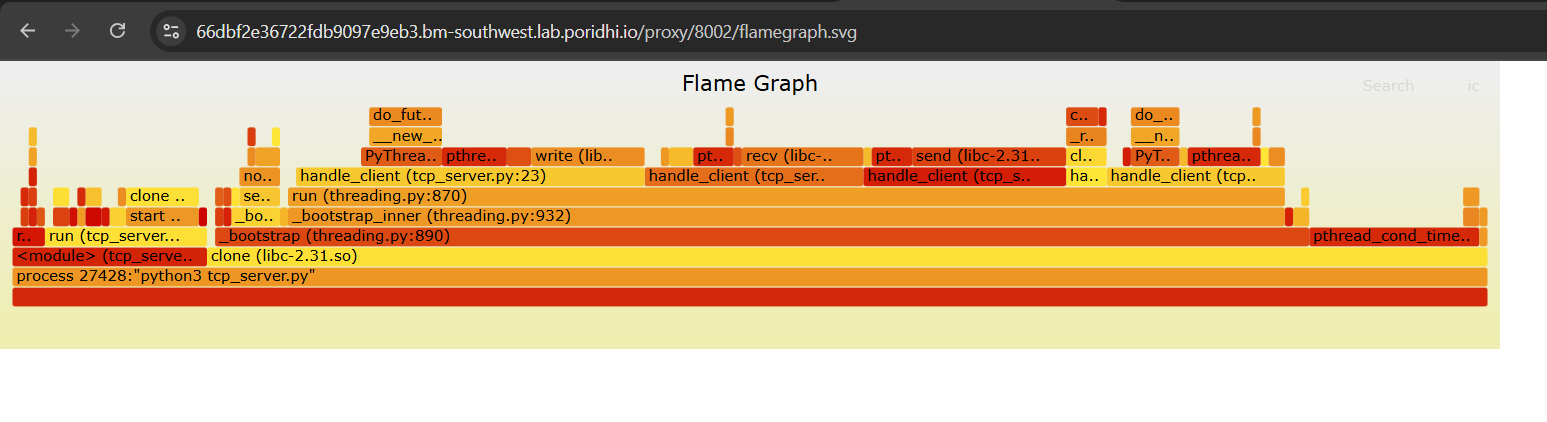 66dbf2e36722fdb9097e9eb3.bm-southwest.lab.poridhi.io/proxy/8002/flamegraph.svg
Flame Graph
Search ic
do_fut.. c.. do_..
__new_.. _r.. __n..
PyThrea.. pthre.. write (lib.. pt.. recv (libc-.. pt.. send (libc-2.31.. cl.. PyT.. pthrea..
no.. handle_client (tcp_server.py:23) handle_client (tcp_ser.. handle_client (tcp_s.. ha.. handle_client (tcp..
clone .. se.. run (threading.py:870)
start .. _bo.. _bootstrap_inner (threading.py:932)
r.. run (tcp_server... _bootstrap (threading.py:890) pthread_cond_time..
<module> (tcp_serve.. clone (libc-2.31.so)
process 27428:"python3 tcp_server.py"